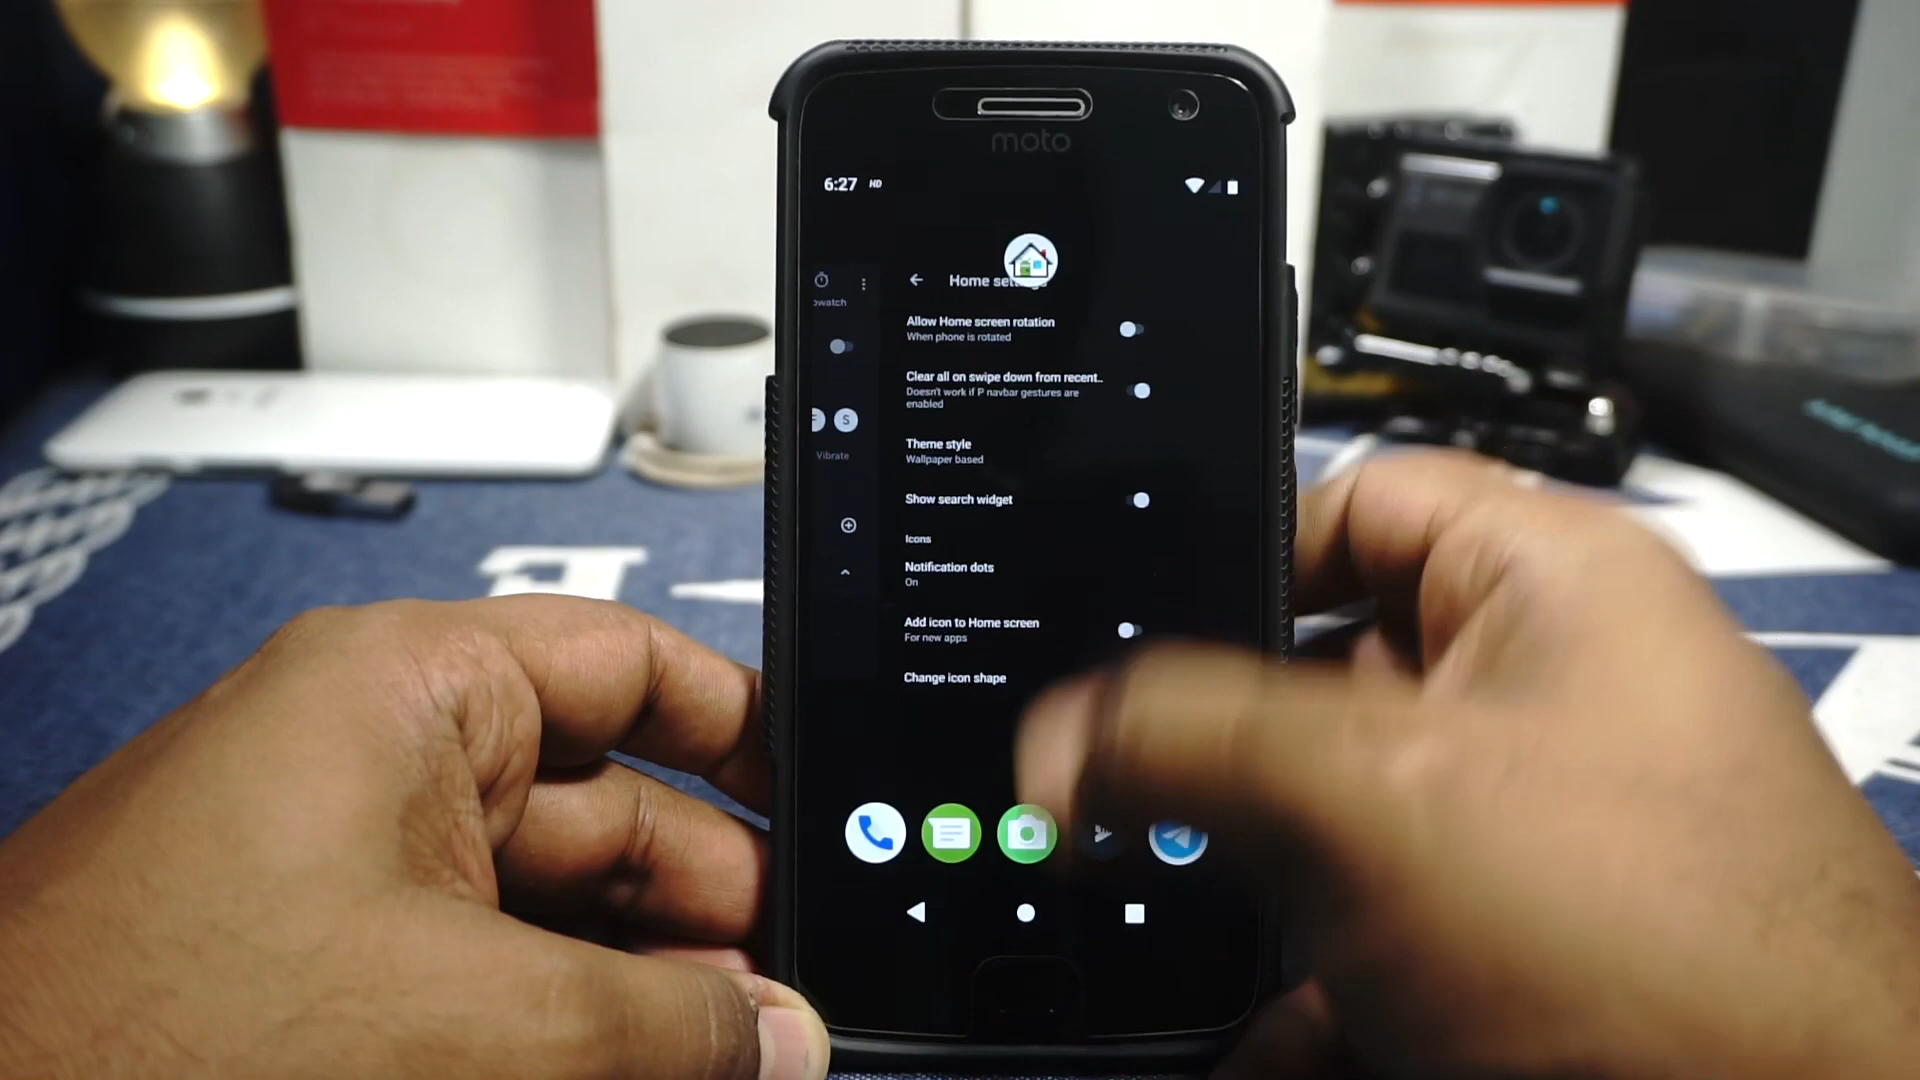 moto
6:27 HD
Home se
Allow Home screen rotation
When phone is rotated
Clear all on swipe down from recent..
Doesn't work if P navbar gestures are
enabled
Theme style
Wallpaper based
Show search widget
Icons
Notification dots
On
Add icon to Home screen
For new apps
Change icon shape
owatch
F S
Vibrate